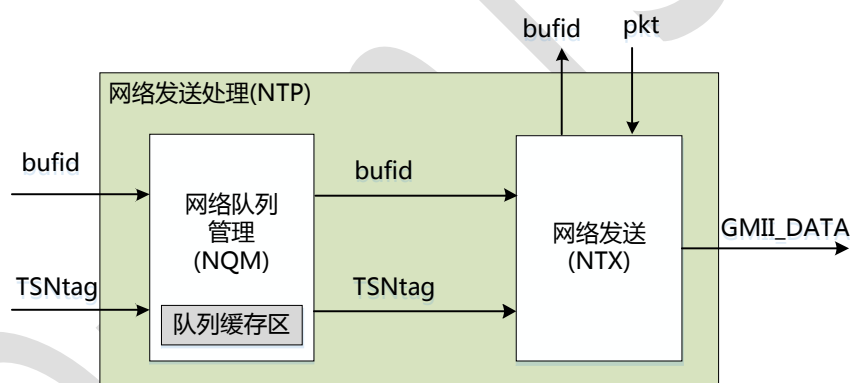 bufid
pkt
网络发送处理(NTP)
bufid
bufid
网络队列
管理
(NQM)
网络发送
(NTX)
GMII_DATA
TSNtag
TSNtag
队列缓存区